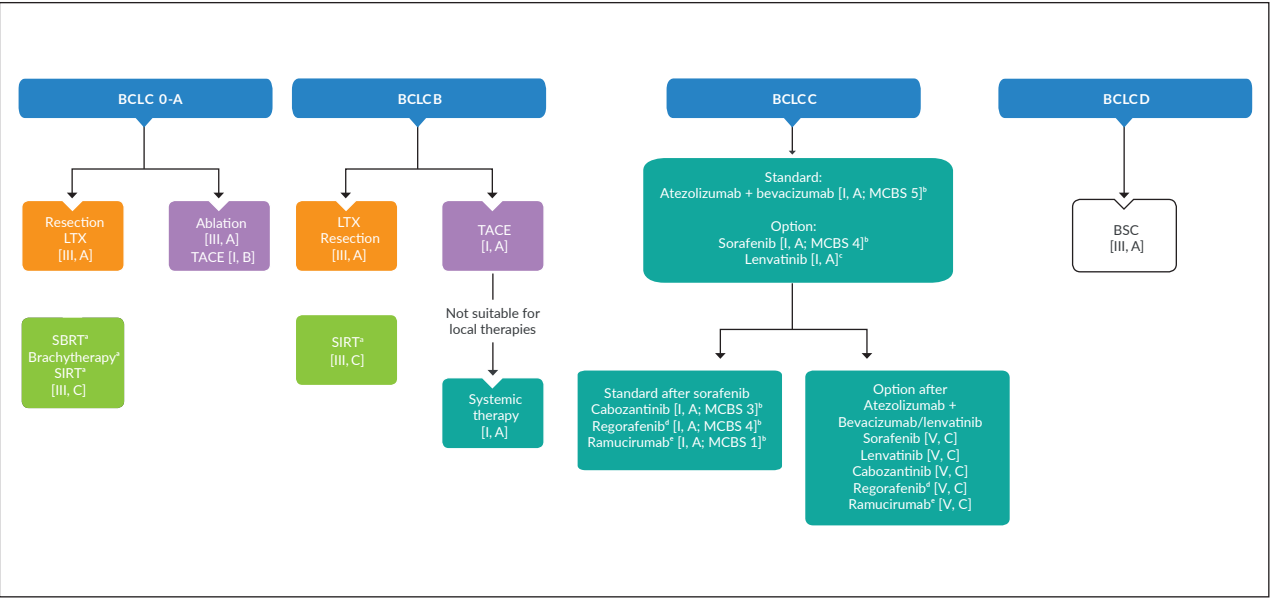 BCLC 0-A
Resection
LTX
[III, A]
Ablation
[III, A]
TACE [I, B]
SBRTᵃ
Brachytherapyᵃ
SIRTᵃ
[III, C]
BCLC B
LTX
Resection
[III, A]
TACE
[I, A]
SIRTᵃ
[III, C]
Not suitable for
local therapies
Systemic
therapy
[I, A]
BCLC C
Standard:
Atezolizumab + bevacizumab [I, A; MCBS 5]ᵇ
Option:
Sorafenib [I, A; MCBS 4]ᵇ
Lenvatinib [I, A]ᶜ
Standard after sorafenib
Cabozantinib [I, A; MCBS 3]ᵇ
Regorafenibᵈ [I, A; MCBS 4]ᵇ
Ramucirumabᵉ [I, A; MCBS 1]ᵇ
Option after
Atezolizumab +
Bevacizumab/lenvatinib
Sorafenib [V, C]
Lenvatinib [V, C]
Cabozantinib [V, C]
Regorafenibᵈ [V, C]
Ramucirumabᵉ [V, C]
BCLC D
BSC
[III, A]